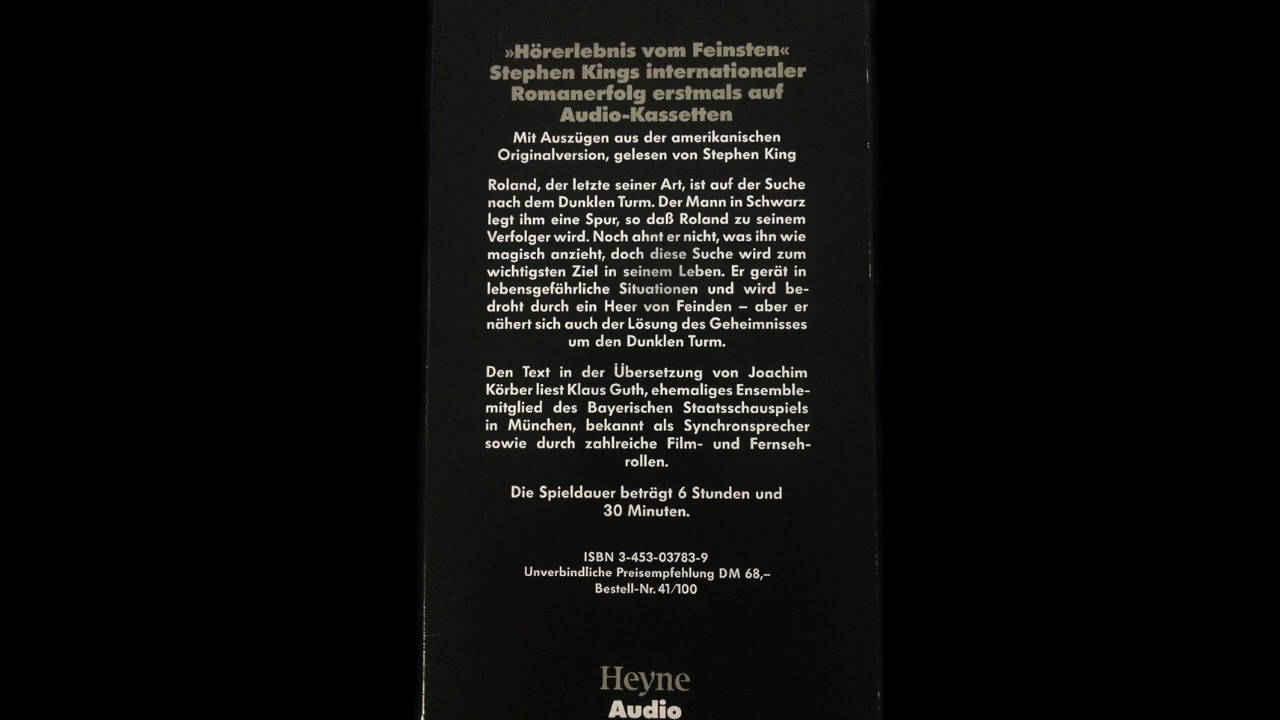 »Hörerlebnis vom Feinsten«
Stephen Kings internationaler
Romanerfolg erstmals auf
Audio-Kassetten
Mit Auszügen aus der amerikanischen
Originalversion, gelesen von Stephen King
Roland, der letzte seiner Art, ist auf der Suche
nach dem Dunklen Turm. Der Mann in Schwarz
legt ihm eine Spur, so daß Roland zu seinem
Verfolger wird. Noch ahnt er nicht, was ihn wie
magisch anzieht, doch diese Suche wird zum
wichtigsten Ziel in seinem Leben. Er gerät in
lebensgefährliche Situationen und wird be-
droht durch ein Heer von Feinden – aber er
nähert sich auch der Lösung des Geheimnisses
um den Dunklen Turm.
Den Text in der Übersetzung von Joachim
Körber liest Klaus Guth, ehemaliges Ensemble-
mitglied des Bayerischen Staatsschauspiels
in München, bekannt als Synchronsprecher
sowie durch zahlreiche Film- und Fernseh-
rollen.
Die Spieldauer beträgt 6 Stunden und
30 Minuten.
ISBN 3-453-03783-9
Unverbindliche Preisempfehlung DM 68,–
Bestell-Nr. 41/100
Heyne
Audio